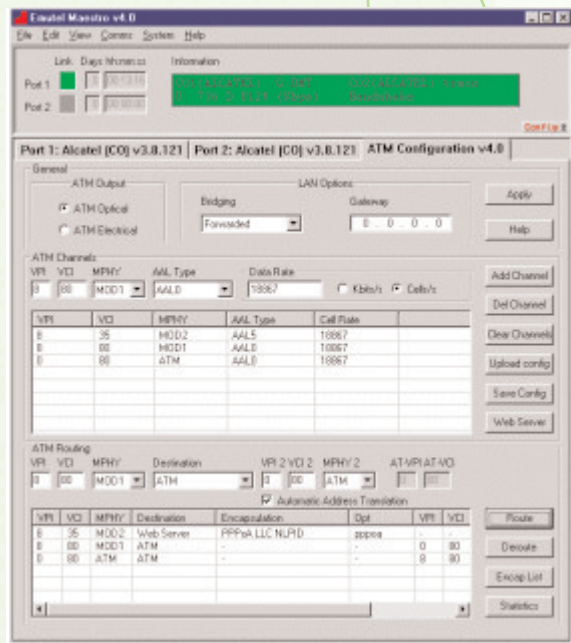 Emutel Maestro v4.0
File Edit View Comms System Help
Link Days hh:mm:ss Information
Port 1
Port 2
Config:
Port 1: Alcatel (CO) v3.8.121 Port 2: Alcatel (CO) v3.8.121 ATM Configuration v4.0
General
ATM Output LAN Options
ATM Optical
ATM Electrical
Bridging Gateway
Forwarded 0 . 0 . 0 . 0
Apply
Help
ATM Channels
VPI VCI MPHY AAL Type Data Rate
8 80 MOD1 AAL0 18867 Kbits/s Cells/s
Add Channel
VPI VCI MPHY AAL Type Cell Rate
8 35 MOD2 AAL5 18867
MOD1 AAL0 18867
0 80 ATM AAL0 18867
Del Channel
Clear Channels
Upload config
Save Config
Web Server
ATM Routing
VPI VCI MPHY Destination VPI 2 VCI 2 MPHY 2 AT-VPI AT-VCI
MOD1 ATM ATM
Automatic Address Translation
VPI VCI MPHY Destination Encapsulation Opt VPI VCI
8 35 MOD2 Web Server PPPoA LLC NLPID pppoa - -
8 80 MOD1 ATM - - 0 80
0 80 ATM ATM - - 8 80
Route
Deroute
Encap List
Statistics